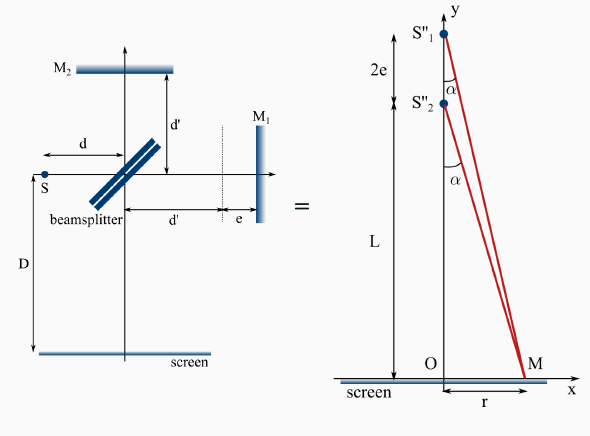 M₂
d
d'
M₁
S
beamsplitter
d'
e
D
screen
=
y
S''₁
2e
α
S''₂
α
L
O
M
screen
r
x